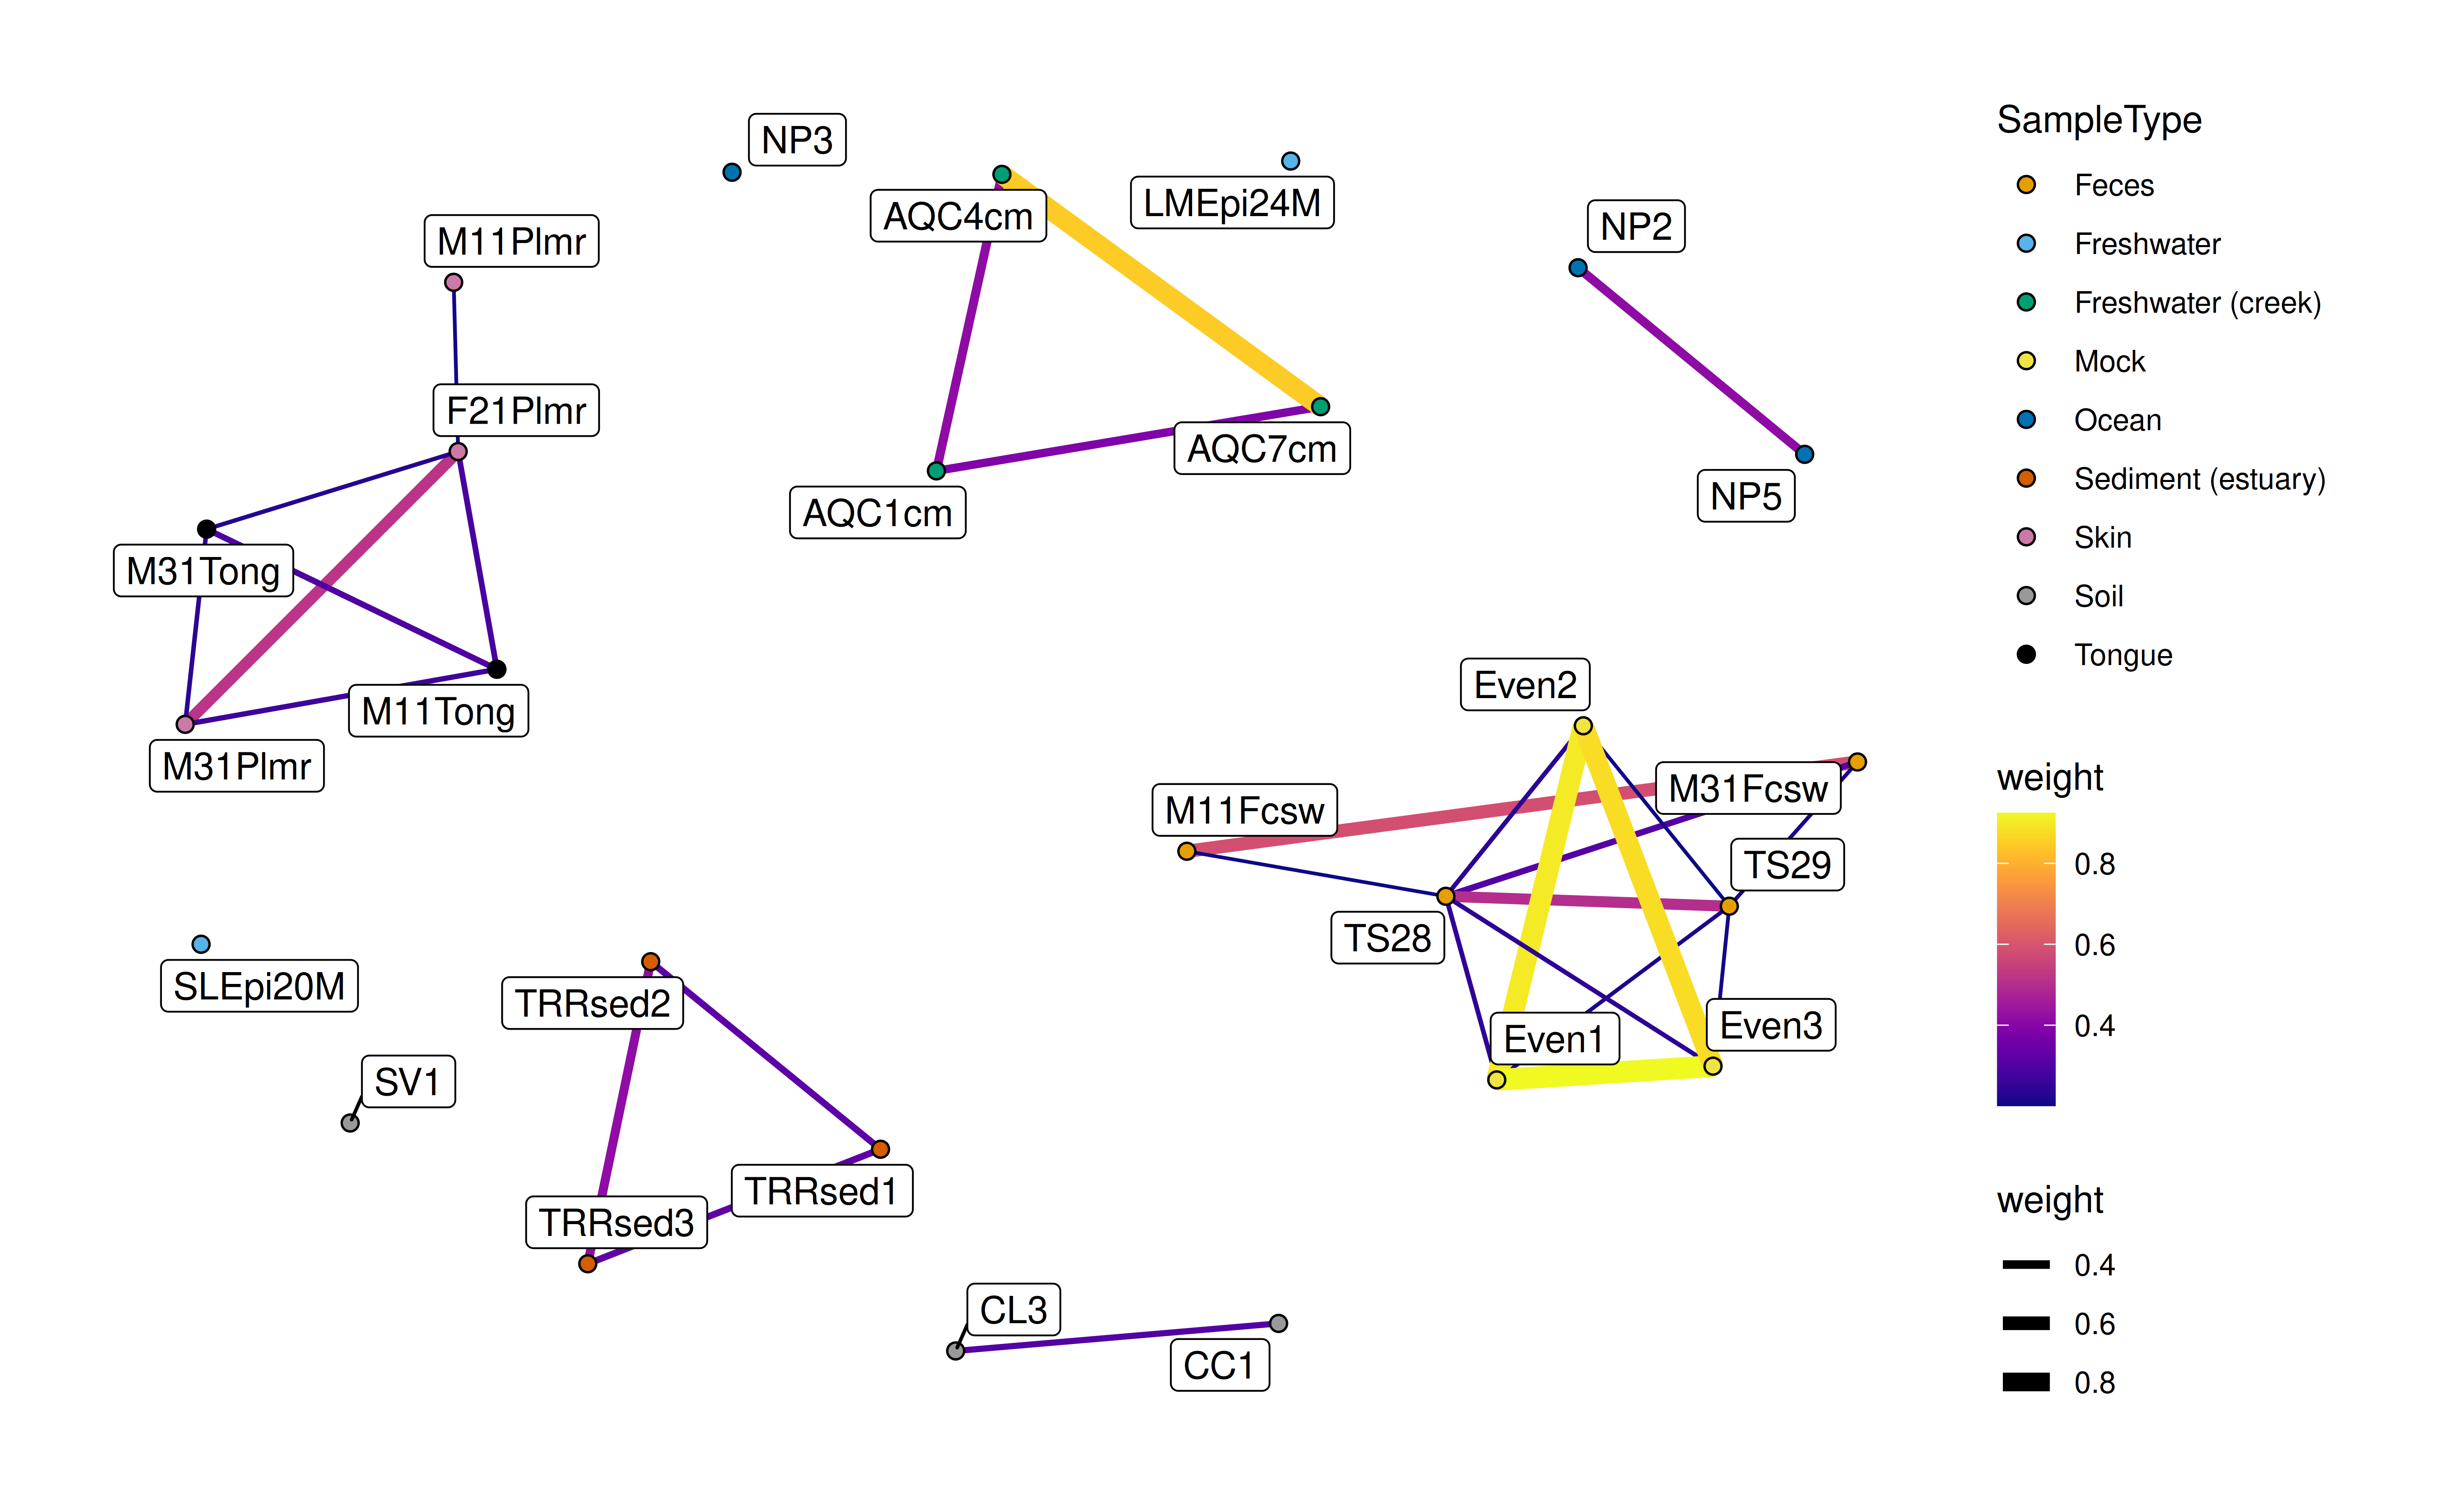 NP3
AQC4cm
LMEpi24M
NP2
M11Plmr
F21Plmr
AQC7cm
AQC1cm
NP5
M31Tong
M11Tong
M31Plmr
Even2
M31Fcsw
M11Fcsw
TS29
TS28
Even3
Even1
SLEpi20M
TRRsed2
SV1
TRRsed1
TRRsed3
CL3
CC1
SampleType
Feces
Freshwater
Freshwater (creek)
Mock
Ocean
Sediment (estuary)
Skin
Soil
Tongue
weight
0.8
0.6
0.4
weight
0.4
0.6
0.8